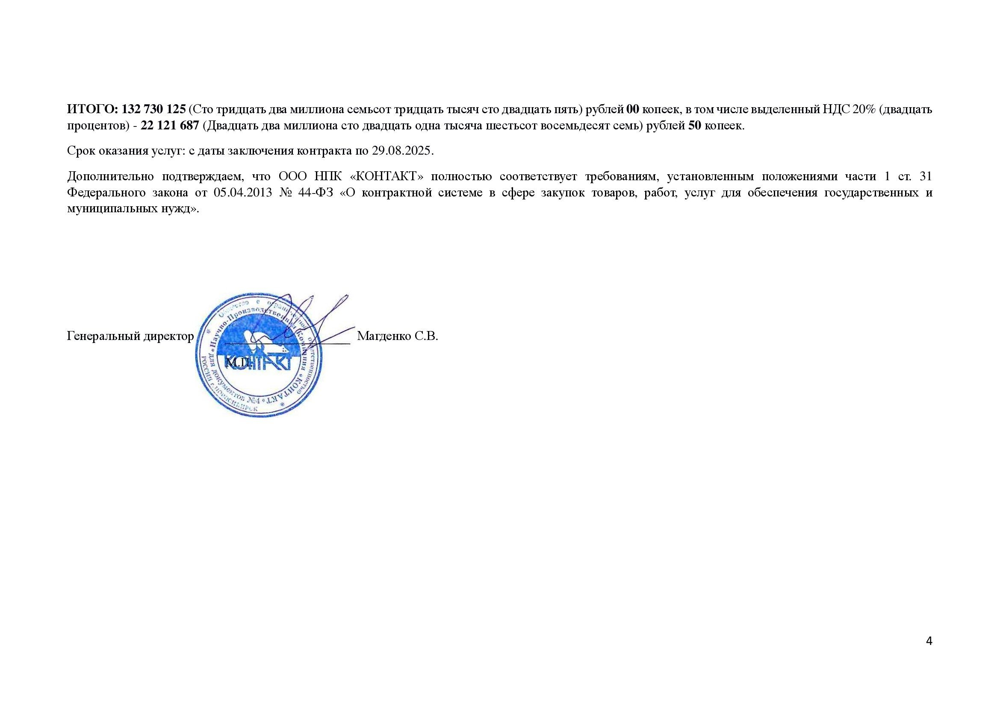 ИТОГО: 132 730 125 (Сто тридцать два миллиона семьсот тридцать тысяч сто двадцать пять) рублей 00 копеек, в том числе выделенный НДС 20% (двадцать
процентов) - 22 121 687 (Двадцать два миллиона сто двадцать одна тысяча шестьсот восемьдесят семь) рублей 50 копеек.
Срок оказания услуг: с даты заключения контракта по 29.08.2025.
Дополнительно подтверждаем, что ООО НПК «КОНТАКТ» полностью соответствует требованиям, установленным положениями части 1 ст. 31
Федерального закона от 05.04.2013 № 44-ФЗ «О контрактной системе в сфере закупок товаров, работ, услуг для обеспечения государственных и
муниципальных нужд».
Общество с ограниченной ответственностью
«Научно-Производственная Компания «КОНТАКТ»
Генеральный директор Магденко С.В.
М.П.
КОНТАКТ
для документов №4
РОССИЯ г. НОВОСИБИРСК
4